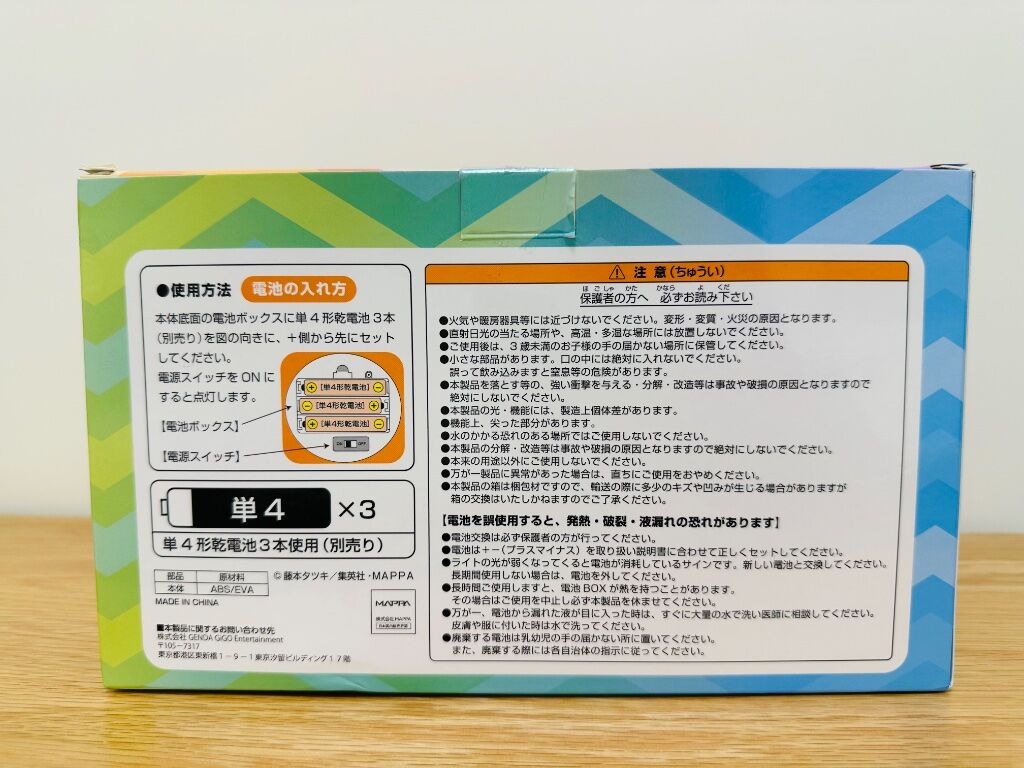 ●使用方法 電池の入れ方
本体底面の電池ボックスに単4形乾電池3本
(別売り)を図の向きに、+側から先にセット
してください。
電源スイッチをONに
すると点灯します。
【電池ボックス】
【電源スイッチ】
+ [単4形乾電池] −
− [単4形乾電池] +
+ [単4形乾電池] −
ON OFF
単4 ×3
単4形乾電池3本使用(別売り)
部品 原材料
本体 ABS/EVA
©藤本タツキ/集英社・MAPPA
MADE IN CHINA
MAPPA
株式会社MAPPA
■本製品に関するお問い合わせ先
株式会社 GENDA GiGO Entertainment
〒105-7317
東京都港区東新橋1-9-1東京汐留ビルディング17階
⚠ 注意(ちゅうい)
ほごしゃ かた かなら よ くだ
保護者の方へ 必ずお読み下さい
●火気や暖房器具等には近づけないでください。変形・変質・火災の原因となります。
●直射日光の当たる場所や、高温・多湿な場所には放置しないでください。
●ご使用後は、3歳未満のお子様の手の届かない場所に保管してください。
●小さな部品があります。口の中には絶対に入れないでください。
誤って飲み込みますと窒息等の危険があります。
●本製品を落とす等の、強い衝撃を与える・分解・改造等は事故や破損の原因となりますので
絶対にしないでください。
●本製品の光・機能には、製造上個体差があります。
●機能上、尖った部分があります。
●水のかかる恐れのある場所ではご使用しないでください。
●本製品の分解・改造等は事故や破損の原因となりますので絶対にしないでください。
●本来の用途以外にご使用しないでください。
●万が一製品に異常があった場合は、直ちにご使用をおやめください。
●本製品の箱は梱包材ですので、輸送の際に多少のキズや凹みが生じる場合がありますが
箱の交換はいたしかねますのでご了承ください。
【電池を誤使用すると、発熱・破裂・液漏れの恐れがあります】
●電池交換は必ず保護者の方が行ってください。
●電池は+−(プラスマイナス)を取り扱い説明書に合わせて正しくセットしてください。
●ライトの光が弱くなってくると電池が消耗しているサインです。新しい電池と交換してください。
長期間使用しない場合は、電池を外してください。
●長時間ご使用しますと、電池BOXが熱を持つことがあります。
その場合はご使用を中止し必ず本製品を休ませてください。
●万が一、電池から漏れた液が目に入った時は、すぐに大量の水で洗い医師に相談してください。
皮膚や服に付いた時は水で洗ってください。
●廃棄する電池は乳幼児の手の届かない所に置いてください。
また、廃棄する際には各自治体の指示に従ってください。